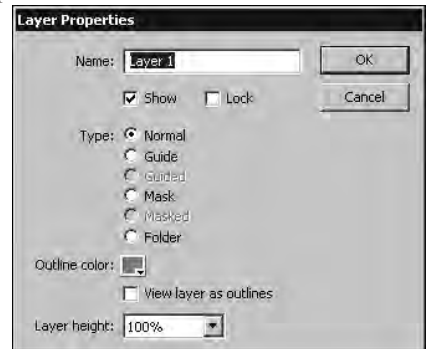 Layer Properties
Name: Layer 1 OK
Show Lock Cancel
Type: Normal
Guide
Guided
Mask
Masked
Folder
Outline color:
View layer as outlines
Layer height: 100%